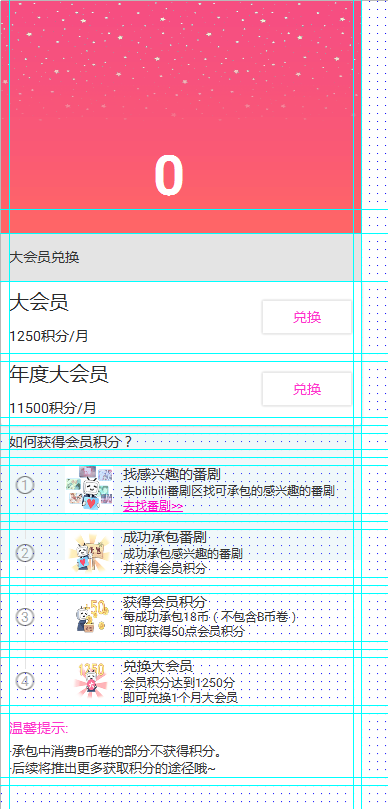 0
大会员兑换
大会员
兑换
1250积分/月
年度大会员
兑换
11500积分/月
如何获得会员积分？
1
找感兴趣的番剧
去bilibili番剧区找可承包的感兴趣的番剧
去找番剧>>
2
成功承包番剧
成功承包感兴趣的番剧
并获得会员积分
3
50
获得会员积分
每成功承包18币（不包含B币卷）
即可获得50点会员积分
4
1250
兑换大会员
会员积分达到1250分
即可兑换1个月大会员
温馨提示:
·承包中消费B币卷的部分不获得积分。
·后续将推出更多获取积分的途径哦~